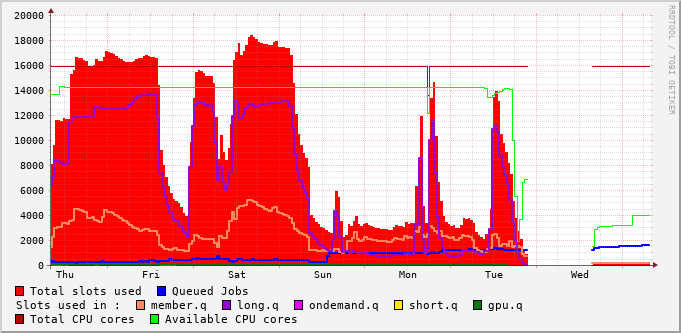 20000
18000
16000
14000
12000
10000
8000
6000
4000
2000
0
Thu Fri Sat Sun Mon Tue Wed
RRDTOOL / TOBI OETIKER
Total slots used Queued Jobs
Slots used in : member.q long.q ondemand.q short.q gpu.q
Total CPU cores Available CPU cores